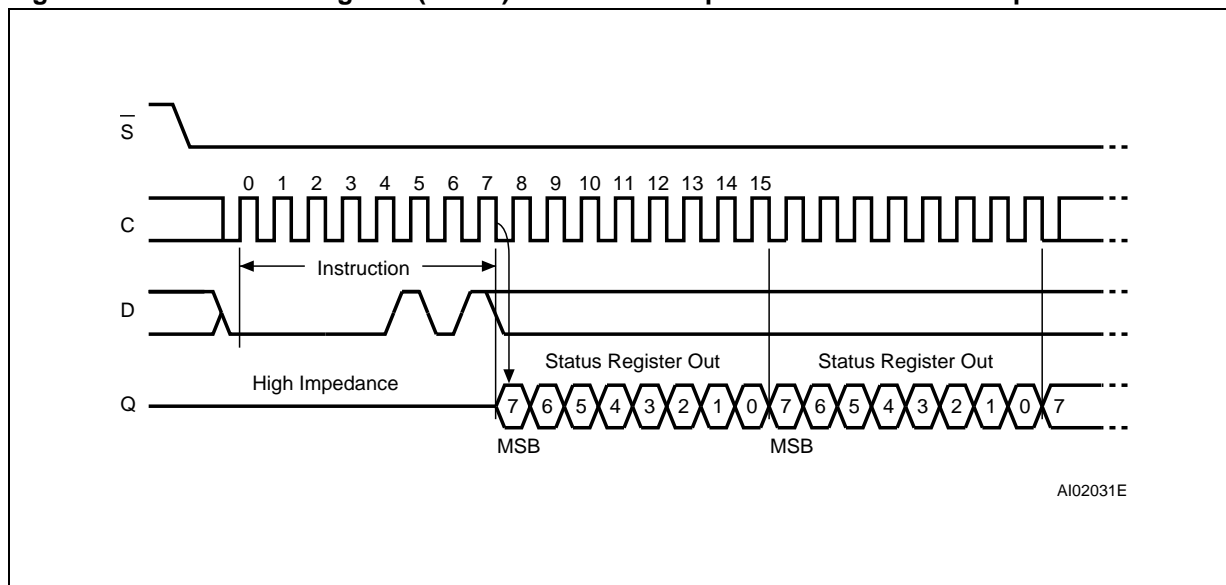 S
0 1 2 3 4 5 6 7 8 9 10 11 12 13 14 15
C
Instruction
D
Status Register Out Status Register Out
High Impedance
Q 7 6 5 4 3 2 1 0 7 6 5 4 3 2 1 0 7
MSB MSB
AI02031E